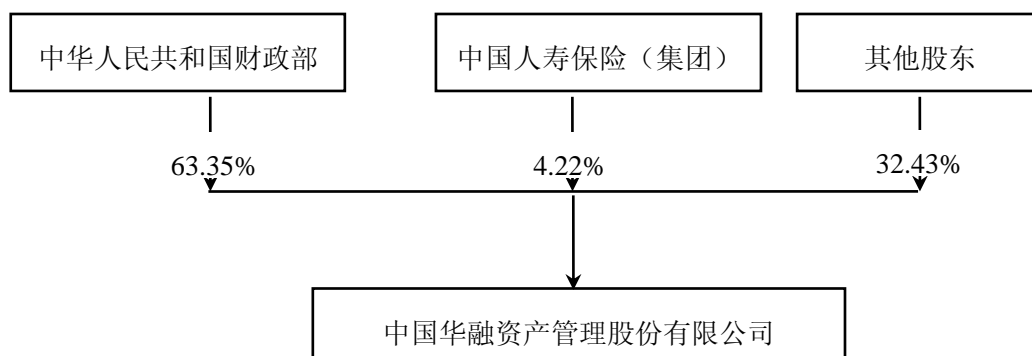 中华人民共和国财政部
中国人寿保险（集团）
其他股东
63.35%
4.22%
32.43%
中国华融资产管理股份有限公司